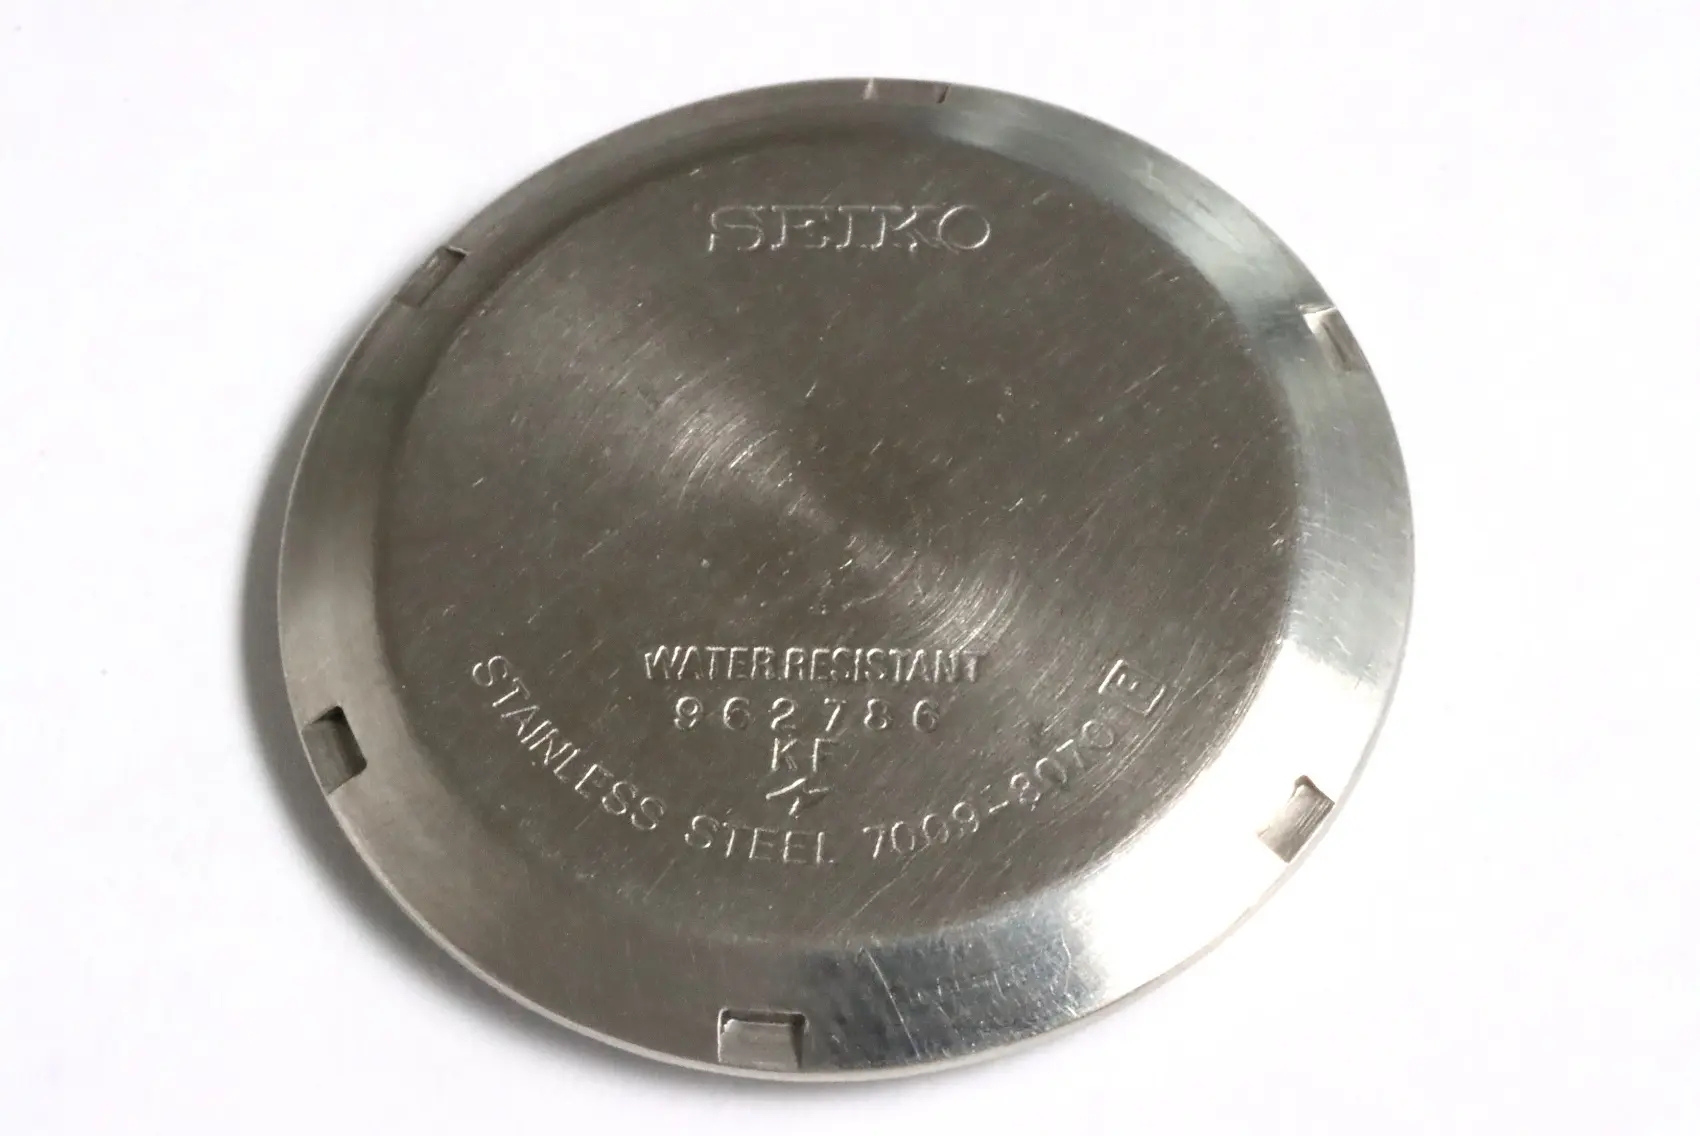 SEIKO
WATER.RESISTANT
962786
KF
STAINLESS STEEL 7009-8070 E